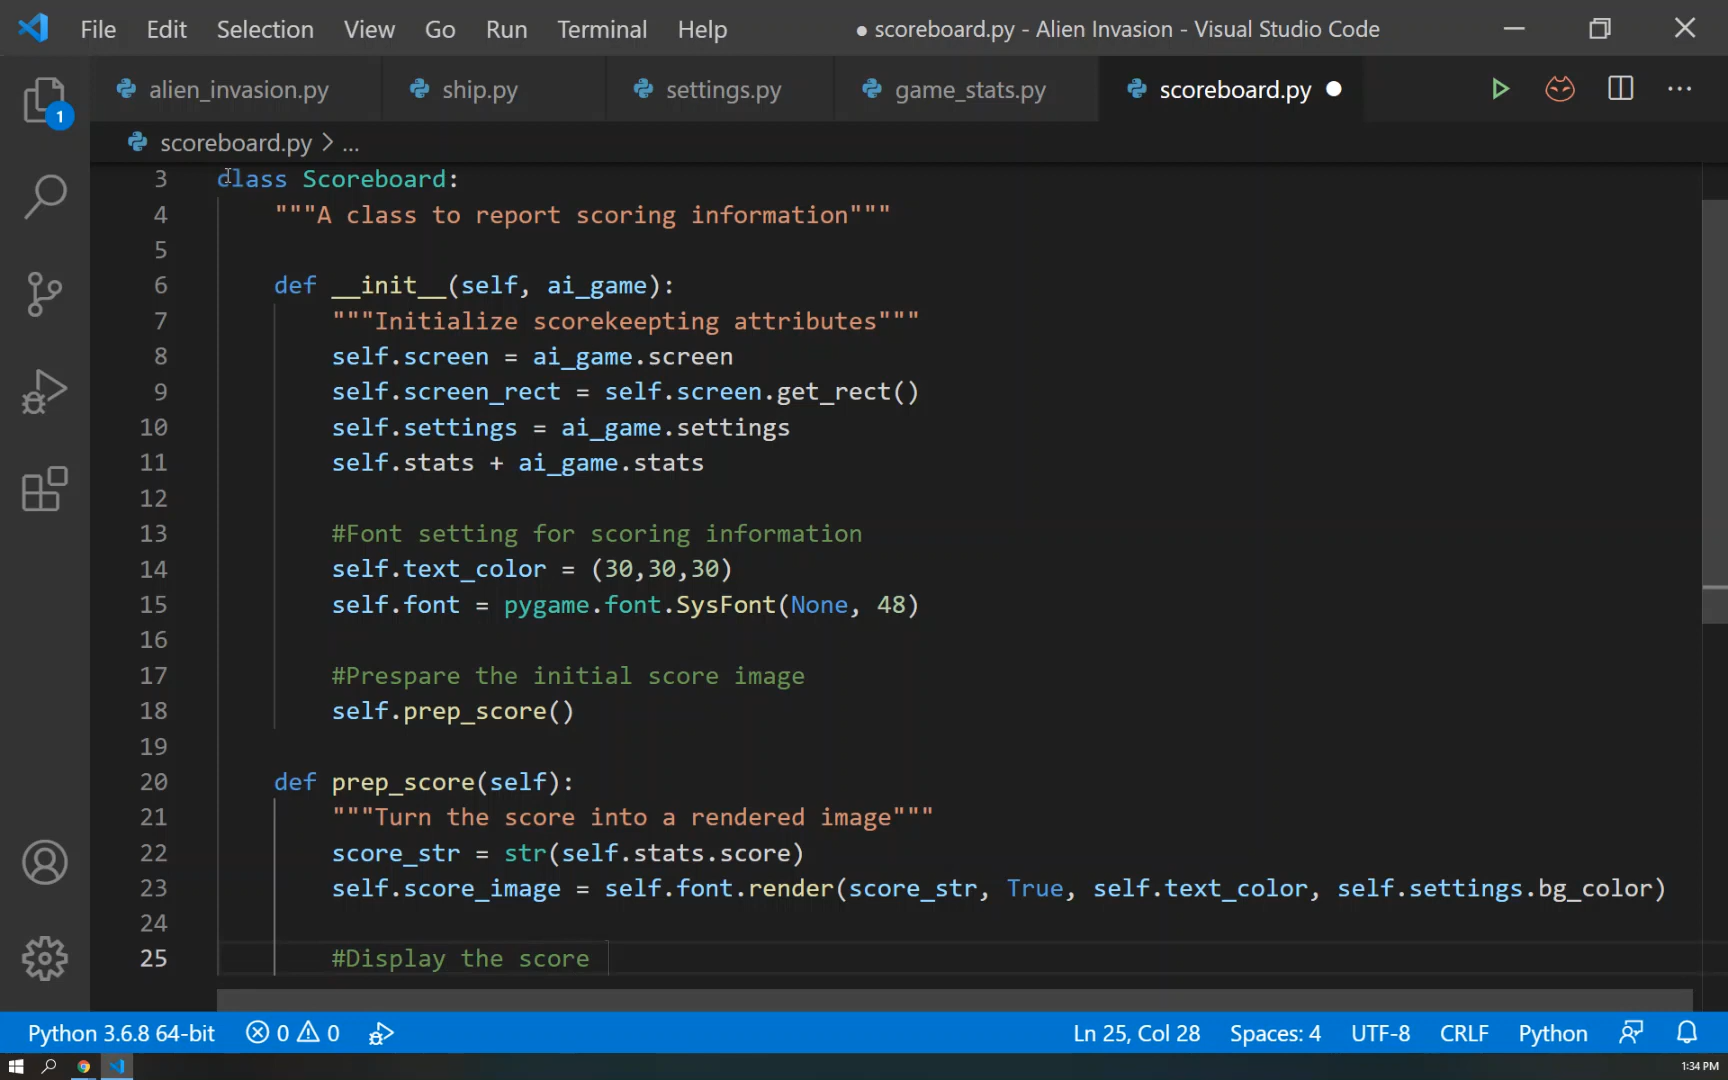 File Edit Selection View Go Run Terminal Help ● scoreboard.py - Alien Invasion - Visual Studio Code
alien_invasion.py ship.py settings.py game_stats.py scoreboard.py
1
scoreboard.py > ...
3 class Scoreboard:
4 """A class to report scoring information"""
5
6 def __init__(self, ai_game):
7 """Initialize scorekeepting attributes"""
8 self.screen = ai_game.screen
9 self.screen_rect = self.screen.get_rect()
10 self.settings = ai_game.settings
11 self.stats + ai_game.stats
12
13 #Font setting for scoring information
14 self.text_color = (30,30,30)
15 self.font = pygame.font.SysFont(None, 48)
16
17 #Prespare the initial score image
18 self.prep_score()
19
20 def prep_score(self):
21 """Turn the score into a rendered image"""
22 score_str = str(self.stats.score)
23 self.score_image = self.font.render(score_str, True, self.text_color, self.settings.bg_color)
24
25 #Display the score
Python 3.6.8 64-bit 0 0 Ln 25, Col 28 Spaces: 4 UTF-8 CRLF Python
1:34 PM